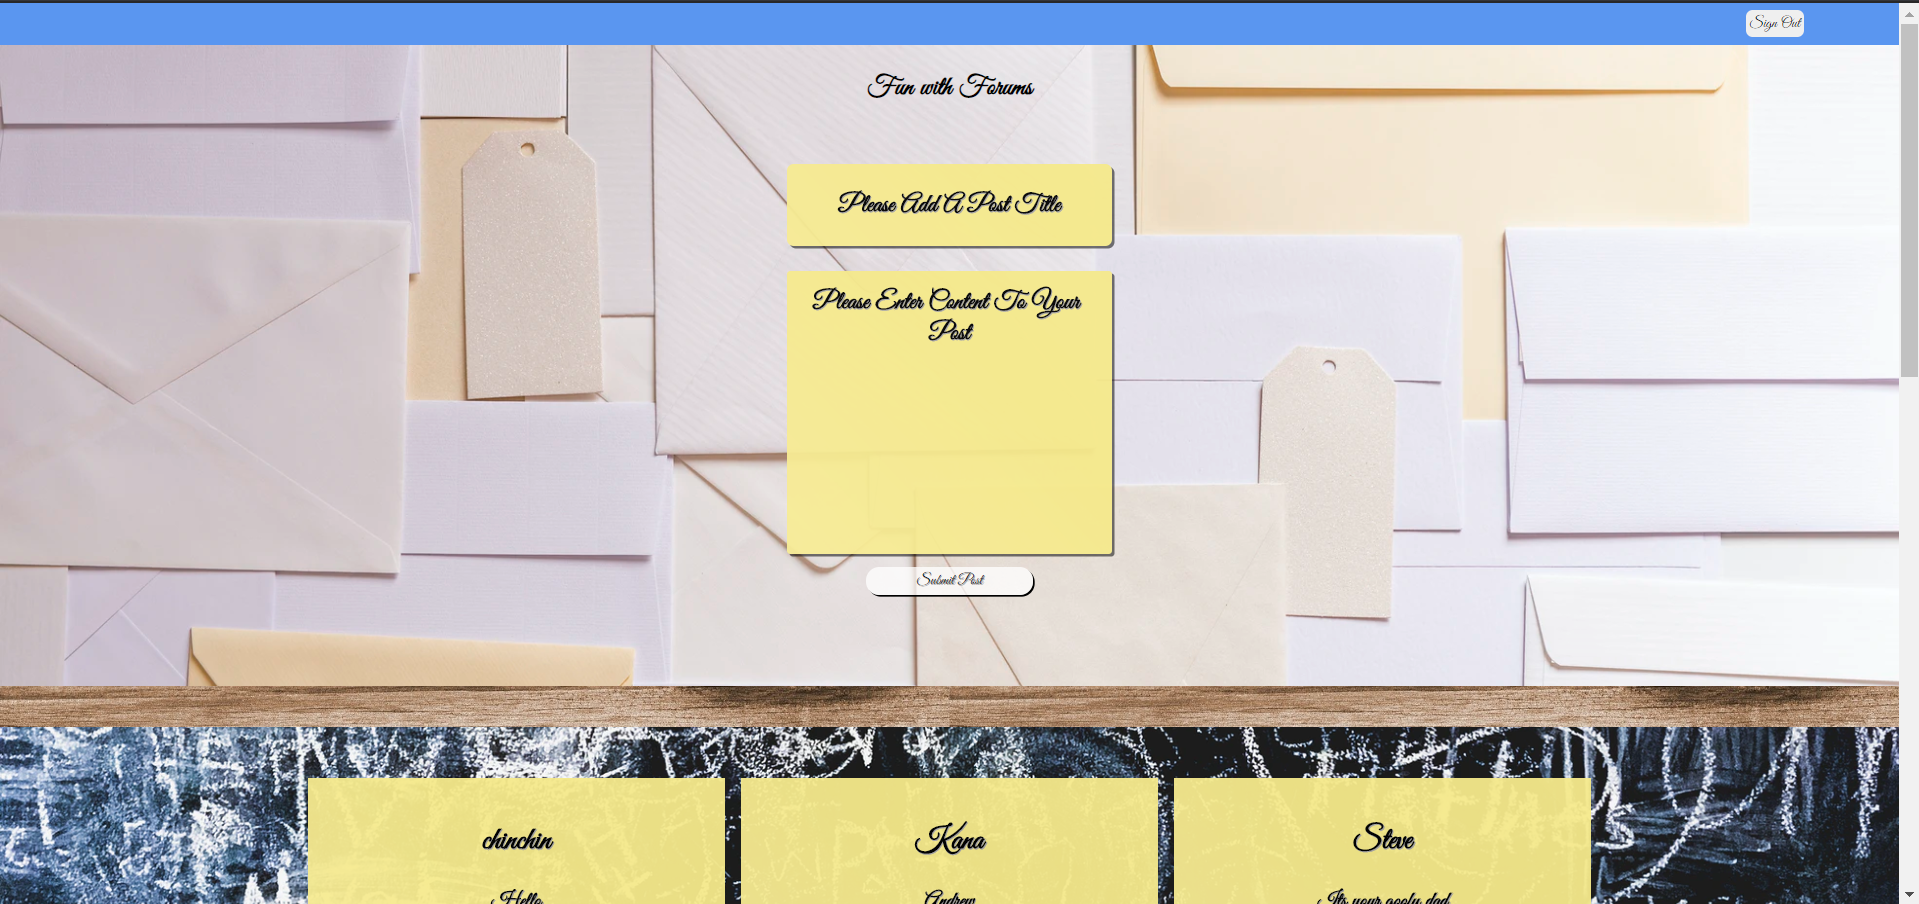 Sign Out
Fun with Forums
Please Add A Post Title
Please Enter Content To Your
Post
Submit Post
chinchin
Kana
Steve
Hello
Andrew
Its your goofy dad